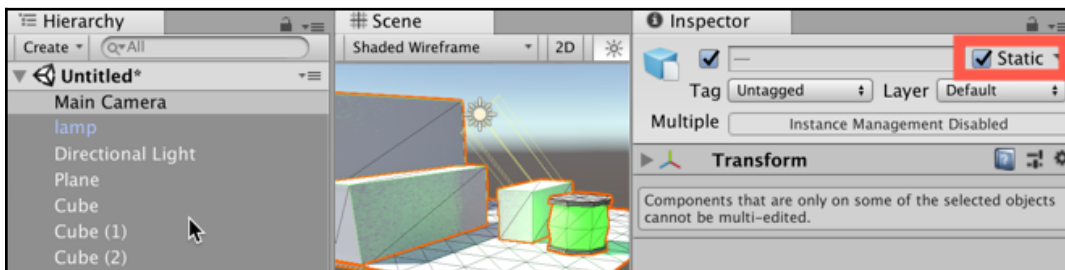 Hierarchy
Create
All
Untitled*
Main Camera
lamp
Directional Light
Plane
Cube
Cube (1)
Cube (2)
Scene
Shaded Wireframe
2D
Inspector
—
Static
Tag Untagged Layer Default
Multiple Instance Management Disabled
Transform
Components that are only on some of the selected objects
cannot be multi-edited.